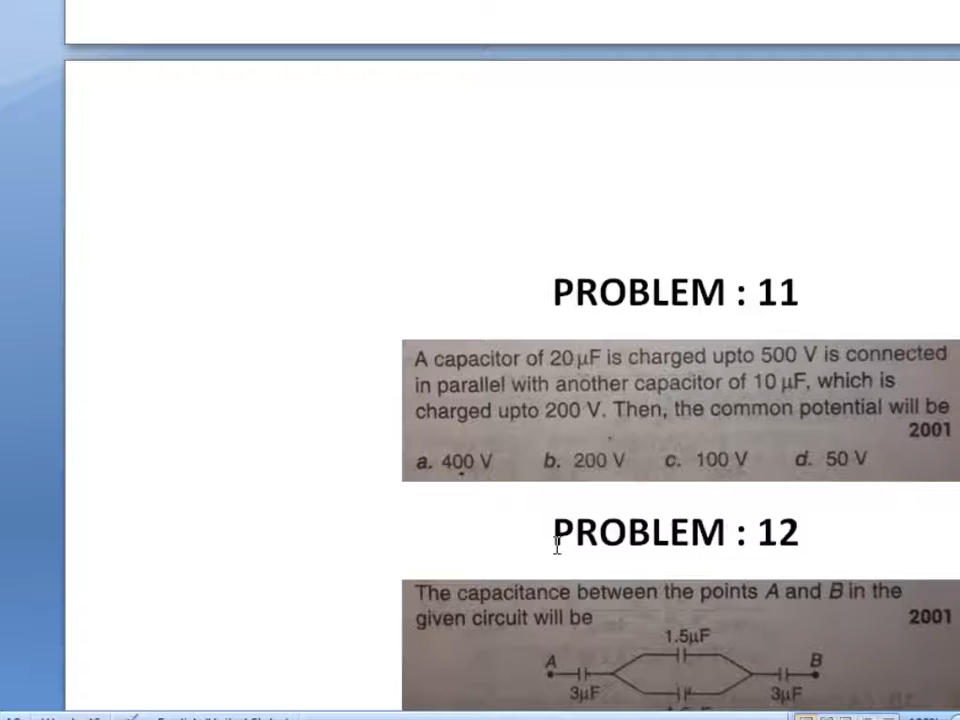 PROBLEM : 11
A capacitor of 20 μF is charged upto 500 V is connected
in parallel with another capacitor of 10 μF, which is
charged upto 200 V. Then, the common potential will be
2001
a. 400 V b. 200 V c. 100 V d. 50 V
PROBLEM : 12
The capacitance between the points A and B in the
given circuit will be 2001
1.5μF
A B
3μF 3μF